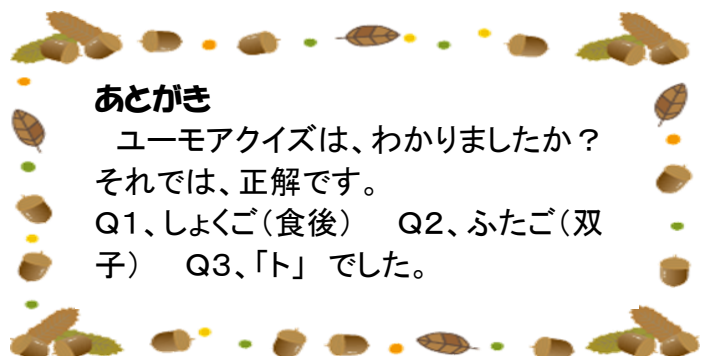 あとがき
　ユーモアクイズは、わかりましたか？
それでは、正解です。
Ｑ１、しょくご（食後）　Ｑ２、ふたご（双
子）　Ｑ３、「ト」 でした。